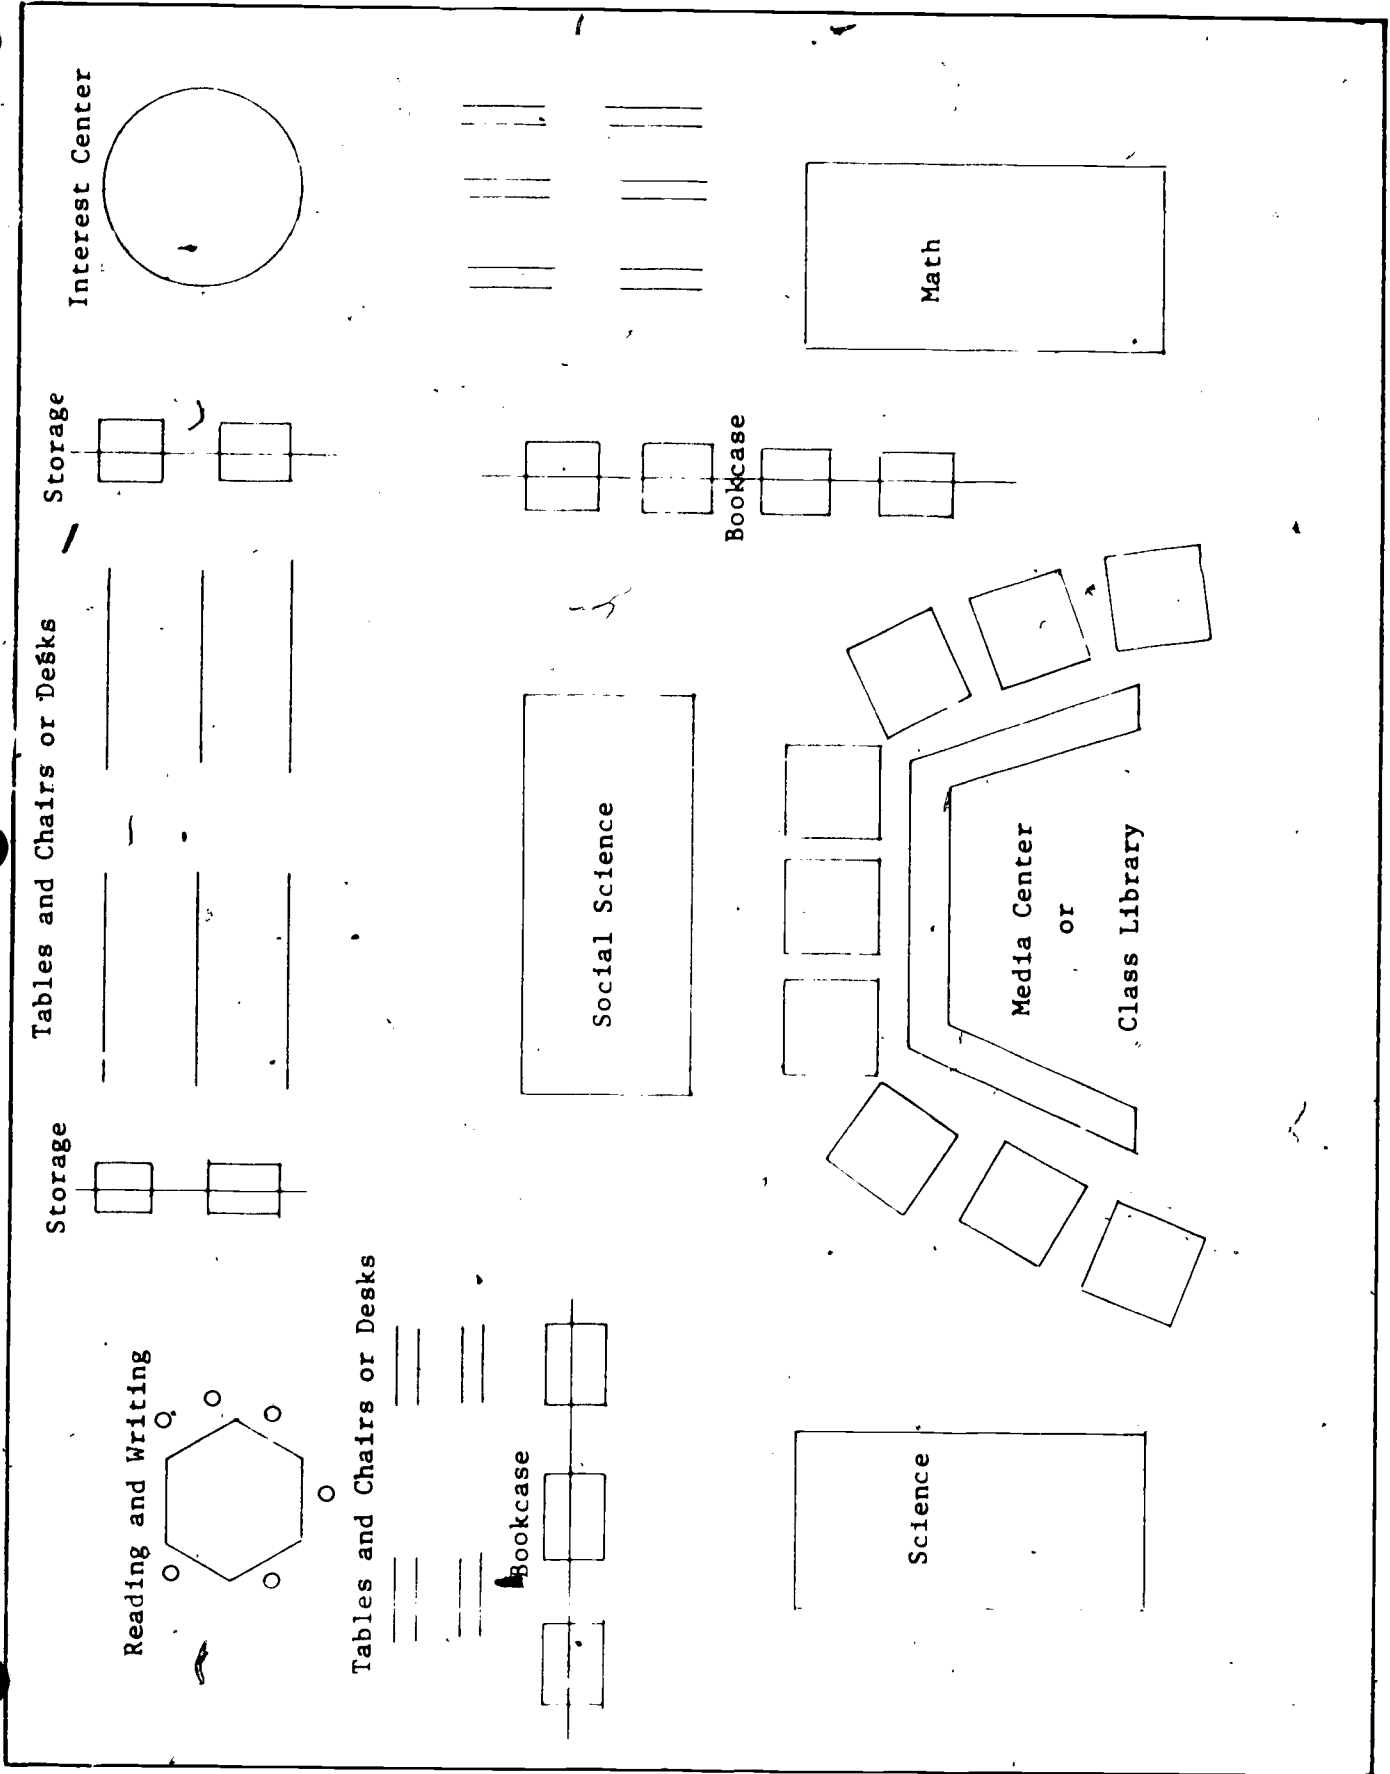 Reading and Writing
Storage
Tables and Chairs or Desks
Storage
Interest Center
Tables and Chairs or Desks
Bookcase
Social Science
Bookcase
Science
Media Center
or
Class Library
Math